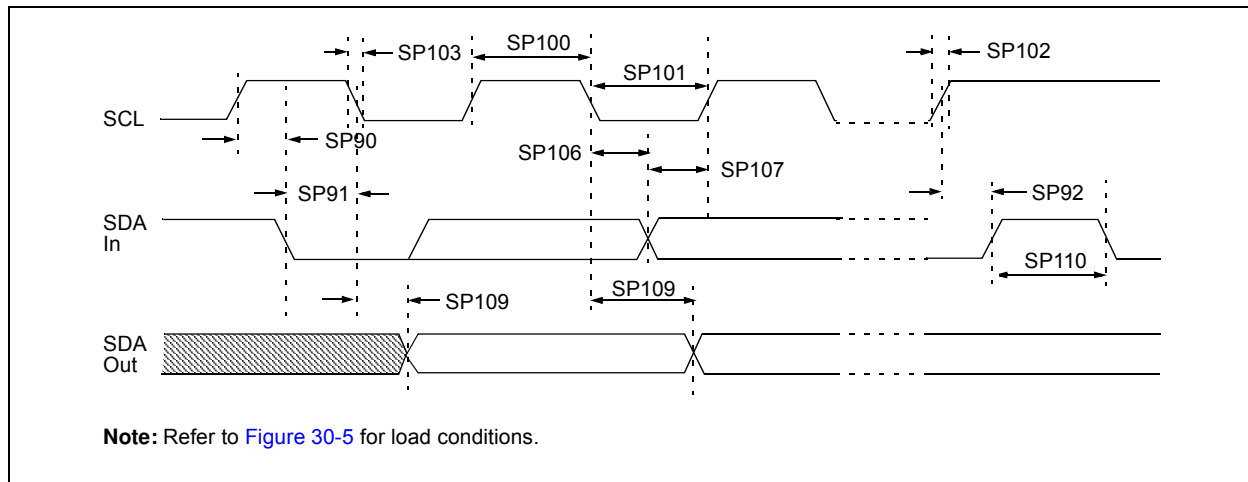 SP103
SP100
SP101
SP102
SCL
SP90
SP106
SP107
SP91
SP92
SDA
In
SP110
SP109
SP109
SDA
Out
Note: Refer to Figure 30-5 for load conditions.